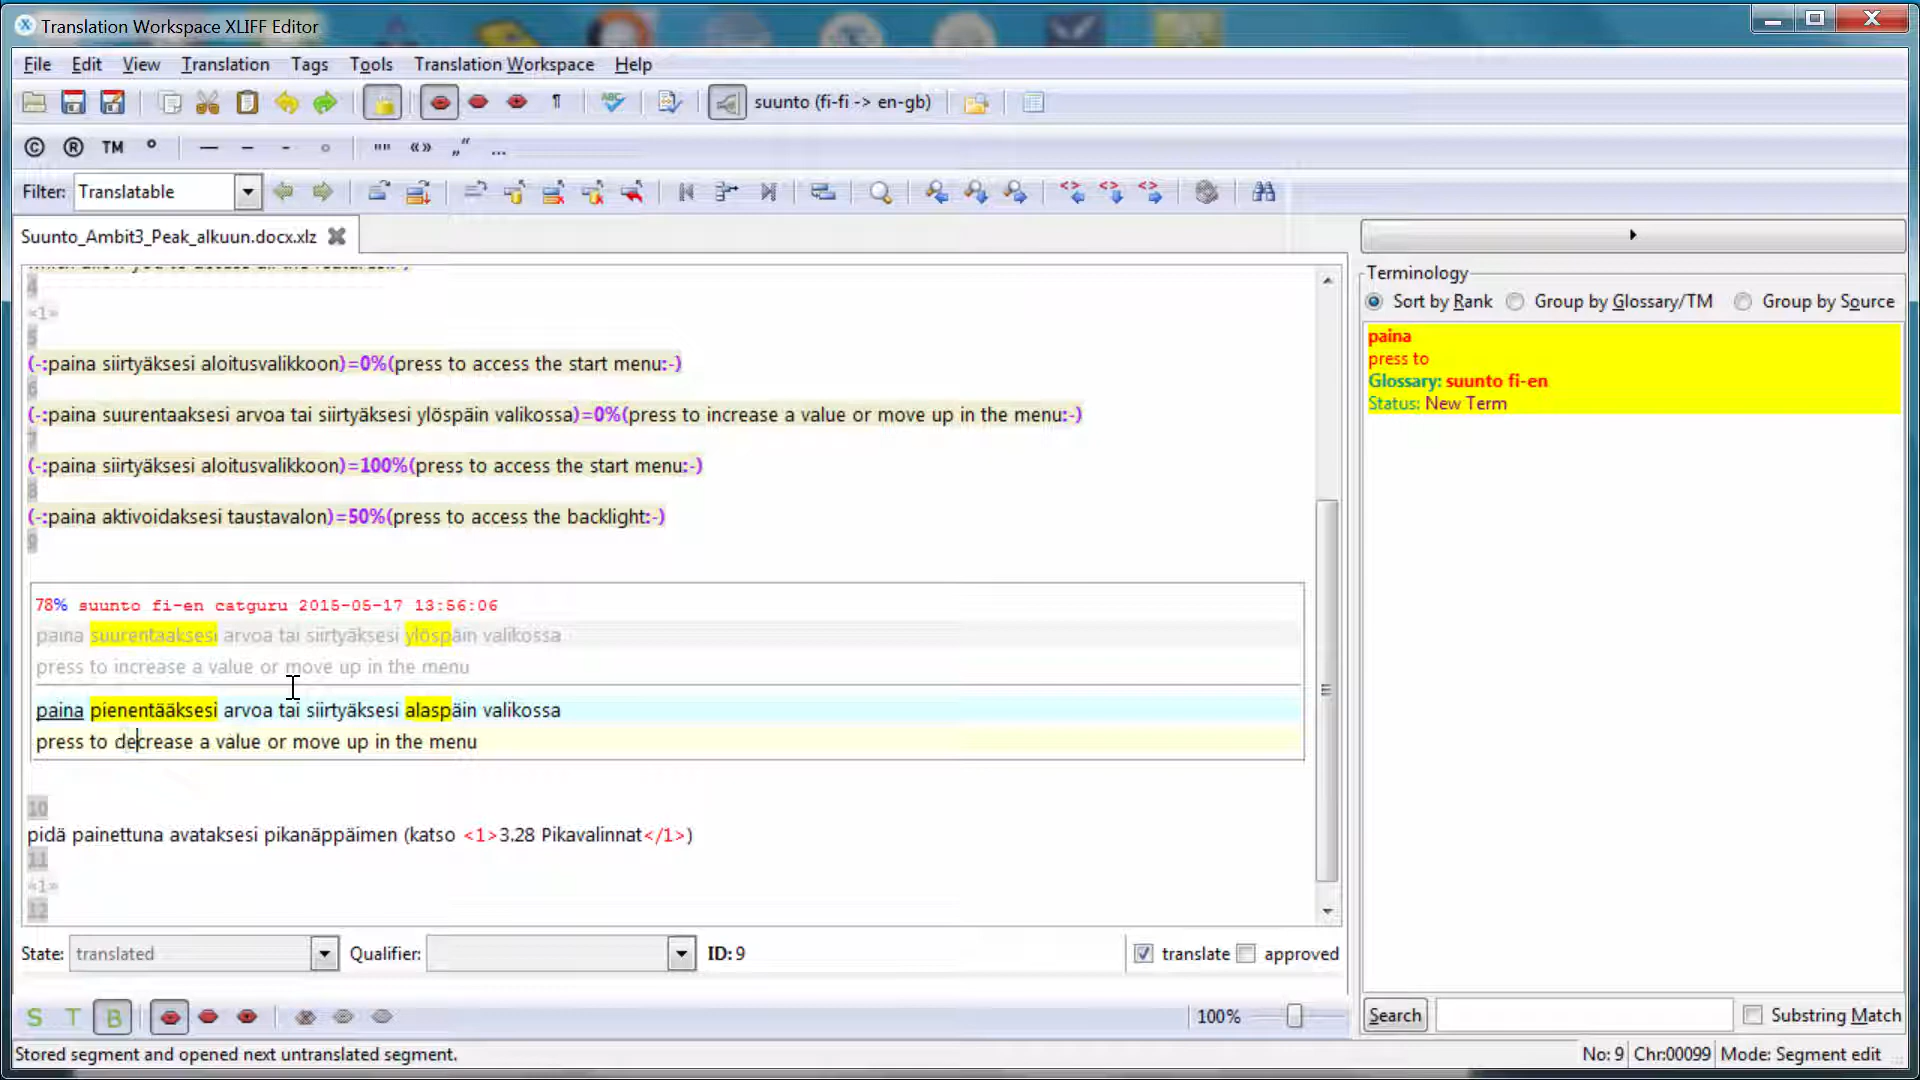 Translation Workspace XLIFF Editor
File Edit View Translation Tags Tools Translation Workspace Help
¶ ABC suunto (fi-fi -> en-gb)
© ® TM ° — – - ° "" «» „“ ...
Filter: Translatable
Suunto_Ambit3_Peak_alkuun.docx.xlz
4
«1»
5
(-:paina siirtyäksesi aloitusvalikkoon)=0%(press to access the start menu:-)
6
(-:paina suurentaaksesi arvoa tai siirtyäksesi ylöspäin valikossa)=0%(press to increase a value or move up in the menu:-)
7
(-:paina siirtyäksesi aloitusvalikkoon)=100%(press to access the start menu:-)
8
(-:paina aktivoidaksesi taustavalon)=50%(press to access the backlight:-)
9
78% suunto fi-en catguru 2015-05-17 13:56:06
paina suurentaaksesi arvoa tai siirtyäksesi ylöspäin valikossa
press to increase a value or move up in the menu
paina pienentääksesi arvoa tai siirtyäksesi alaspäin valikossa
press to decrease a value or move up in the menu
10
pidä painettuna avataksesi pikanäppäimen (katso <1>3.28 Pikavalinnat</1>)
11
«1»
12
State: translated Qualifier: ID: 9 translate approved
S T B 100%
Stored segment and opened next untranslated segment.
Terminology
Sort by Rank Group by Glossary/TM Group by Source
paina
press to
Glossary: suunto fi-en
Status: New Term
Search Substring Match
No: 9 Chr:00099 Mode: Segment edit